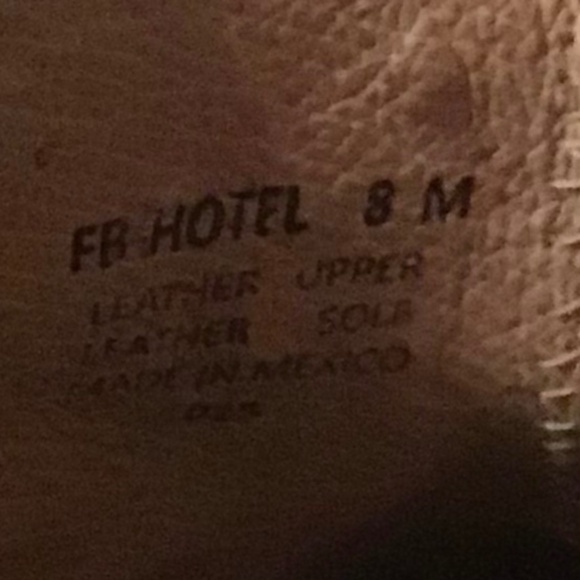 FB-HOTEL 8 M
LEATHER UPPER
LEATHER SOLE
MADE IN MEXICO